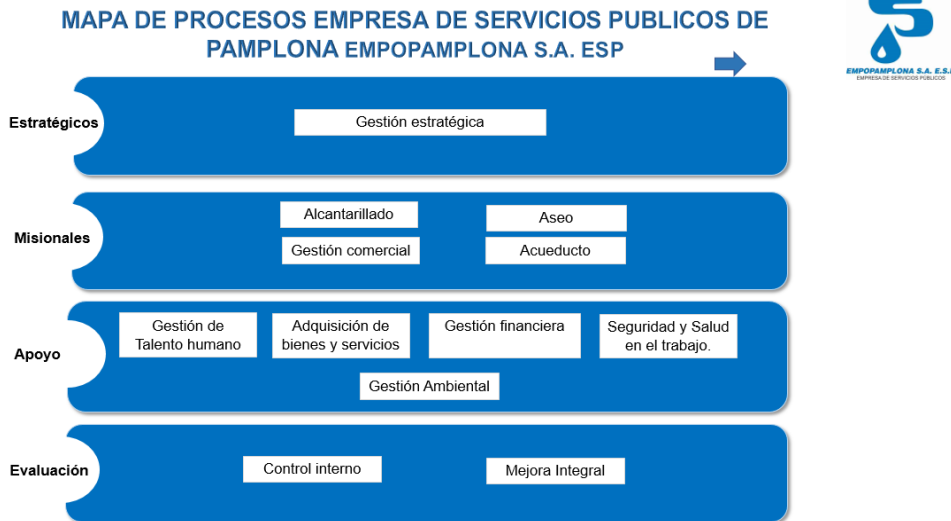 MAPA DE PROCESOS EMPRESA DE SERVICIOS PUBLICOS DE
PAMPLONA EMPOPAMPLONA S.A. ESP
EMPOPAMPLONA S.A. E.S.
EMPRESA DE SERVICIOS PÚBLICOS
Estratégicos
Gestión estratégica
Misionales
Alcantarillado
Aseo
Gestión comercial
Acueducto
Apoyo
Gestión de
Talento humano
Adquisición de
bienes y servicios
Gestión financiera
Seguridad y Salud
en el trabajo.
Gestión Ambiental
Evaluación
Control interno
Mejora Integral